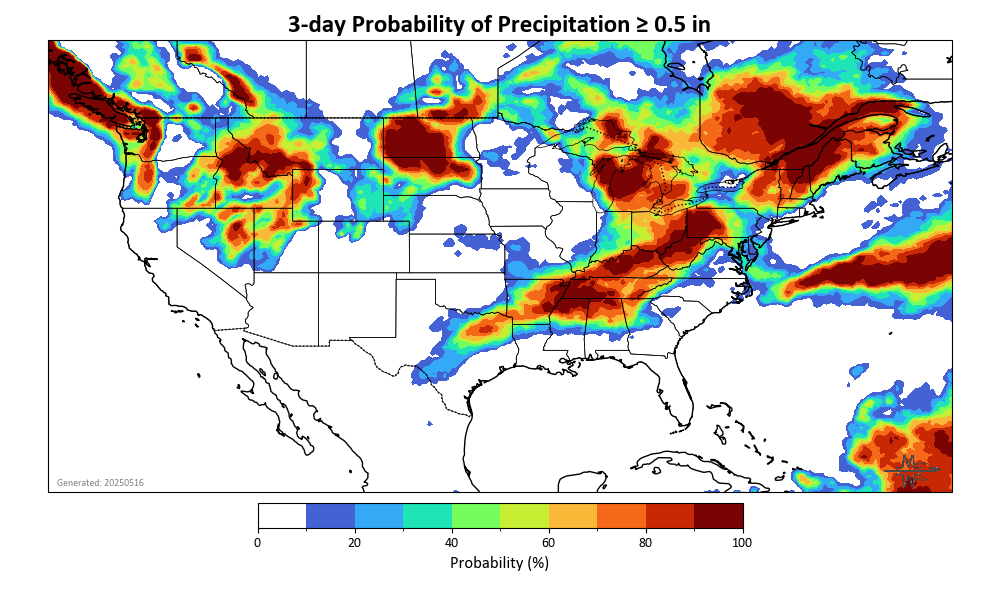 3-day Probability of Precipitation ≥ 0.5 in
Generated: 20250516
0 20 40 60 80 100
Probability (%)